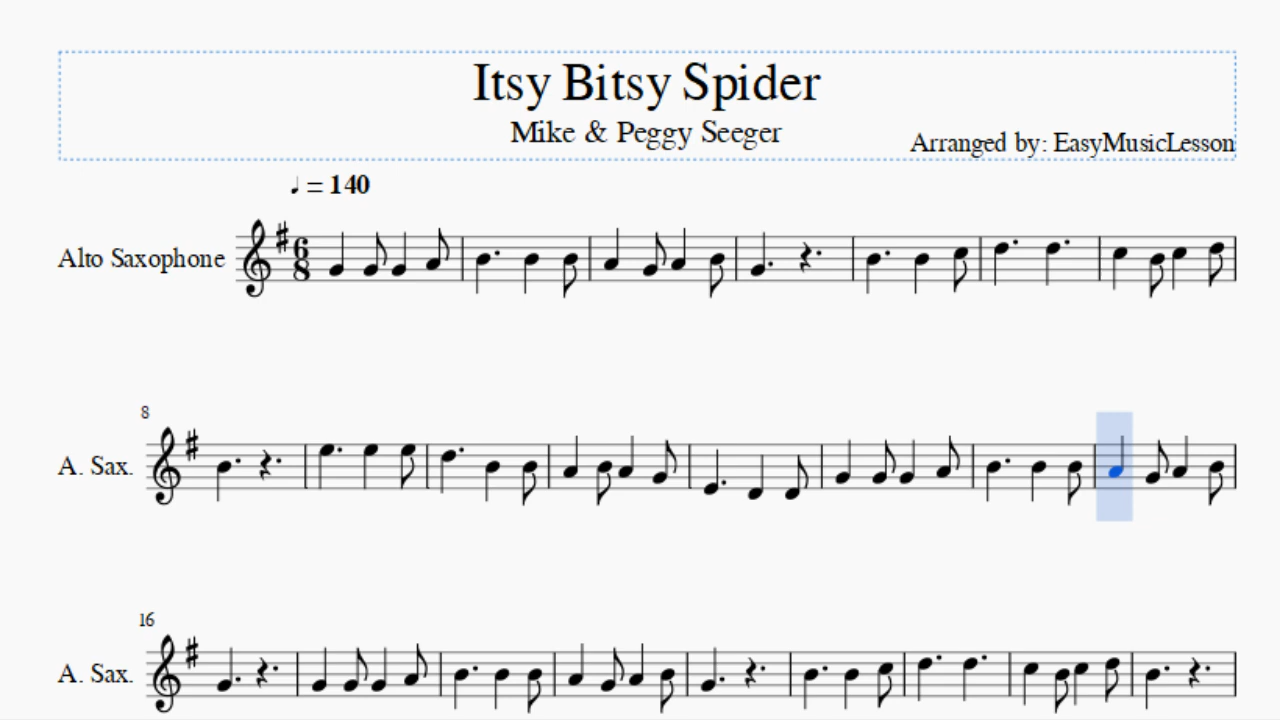 Itsy Bitsy Spider
Mike & Peggy Seeger
Arranged by: EasyMusicLesson
♩ = 140
Alto Saxophone
6
8
8
A. Sax.
16
A. Sax.